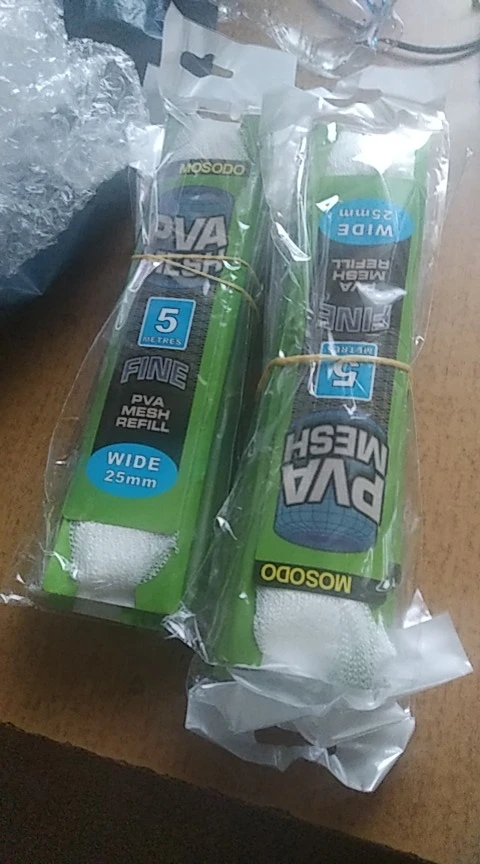 MOSODO
PVA
MESH
5
METRES
FINE
PVA
MESH
REFILL
WIDE
25mm
MOSODO
PVA
MESH
5
METRES
FINE
PVA
MESH
REFILL
WIDE
25mm